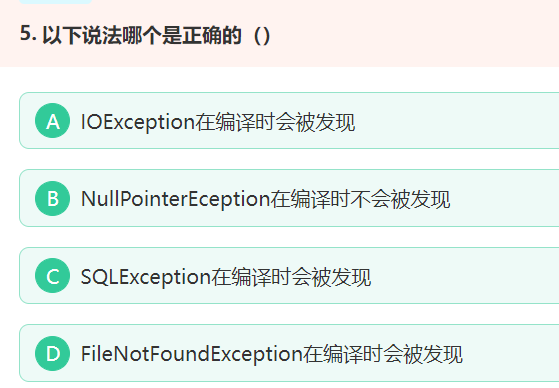 5. 以下说法哪个是正确的（）
A IOException在编译时会被发现
B NullPointerEception在编译时不会被发现
C SQLException在编译时会被发现
D FileNotFoundException在编译时会被发现